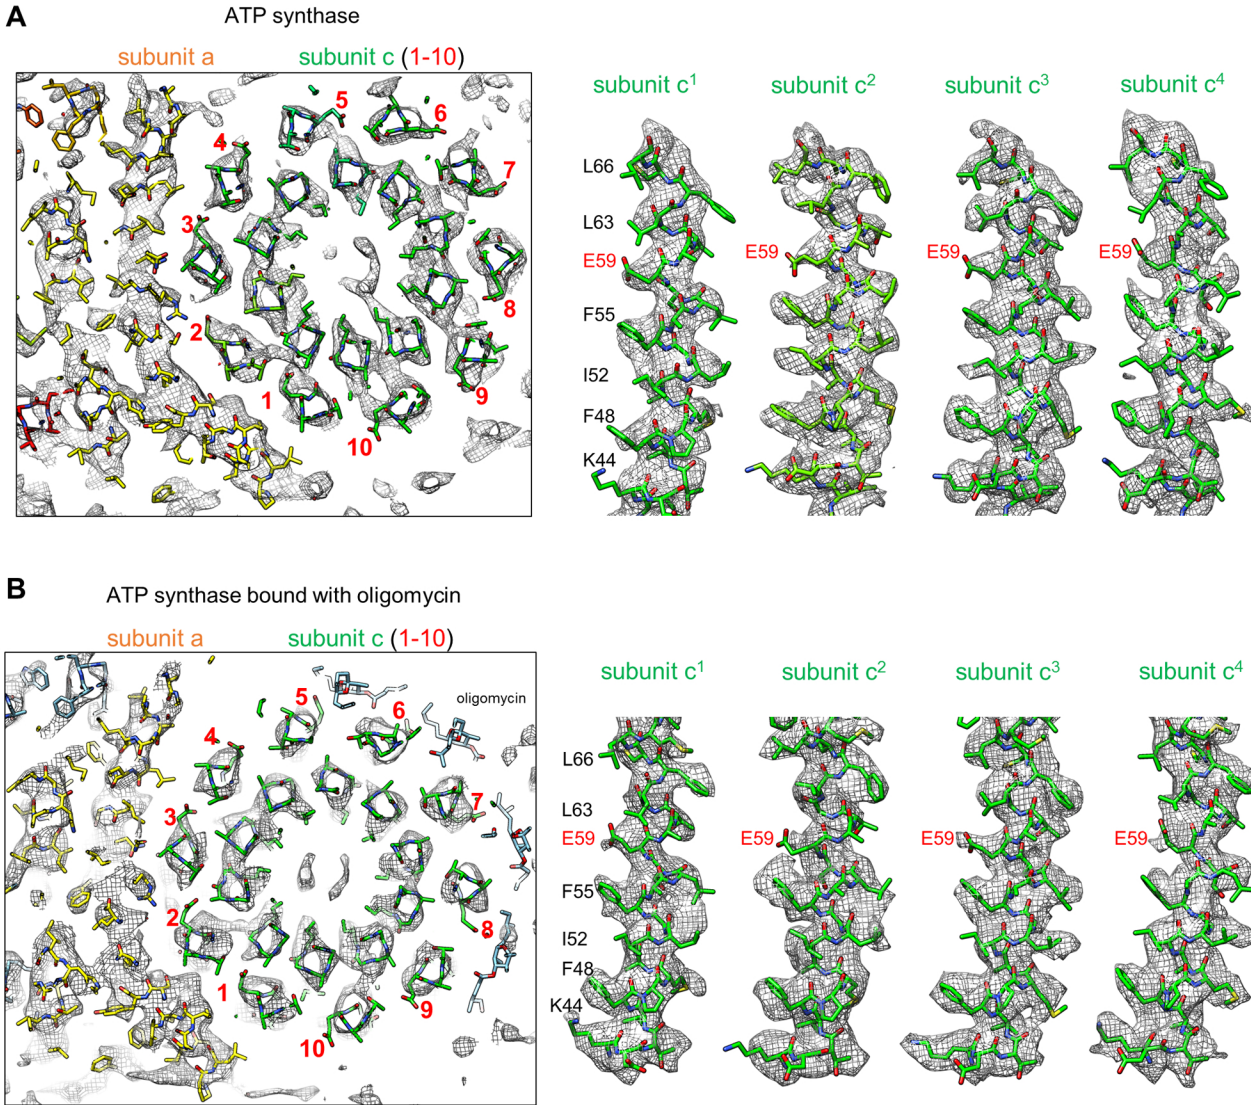 A
ATP synthase
subunit a
subunit c (1-10)
5
6
4
7
3
8
2
1
9
10
subunit c1
subunit c2
subunit c3
subunit c4
L66
L63
E59
E59
E59
E59
F55
I52
F48
K44
B
ATP synthase bound with oligomycin
subunit a
subunit c (1-10)
oligomycin
5
6
4
7
3
2
8
1
9
10
subunit c1
subunit c2
subunit c3
subunit c4
L66
L63
E59
E59
E59
E59
F55
I52
F48
K44